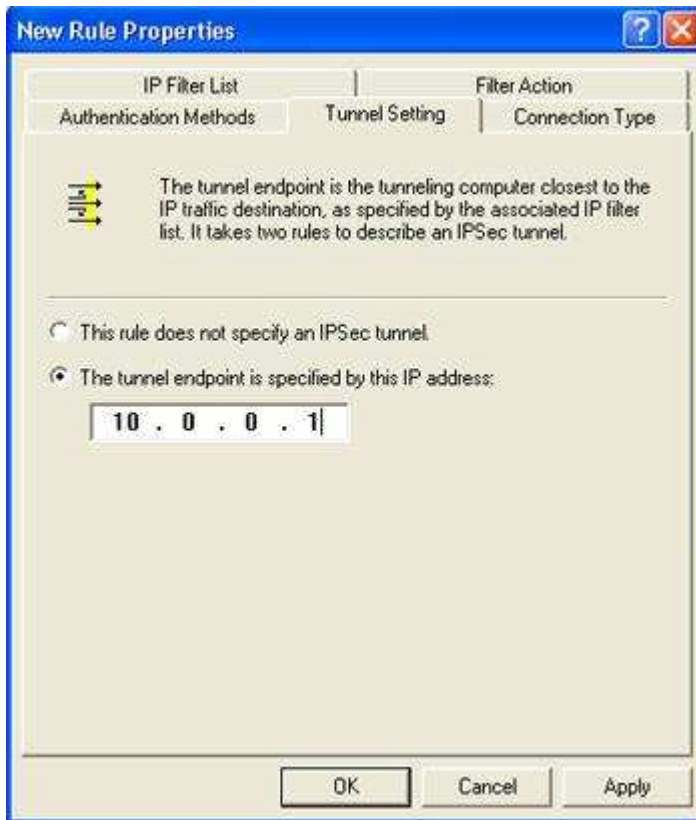 New Rule Properties
IP Filter List
Filter Action
Authentication Methods
Tunnel Setting
Connection Type
The tunnel endpoint is the tunneling computer closest to the
IP traffic destination, as specified by the associated IP filter
list. It takes two rules to describe an IPSec tunnel.
This rule does not specify an IPSec tunnel.
The tunnel endpoint is specified by this IP address:
10 . 0 . 0 . 1
OK
Cancel
Apply